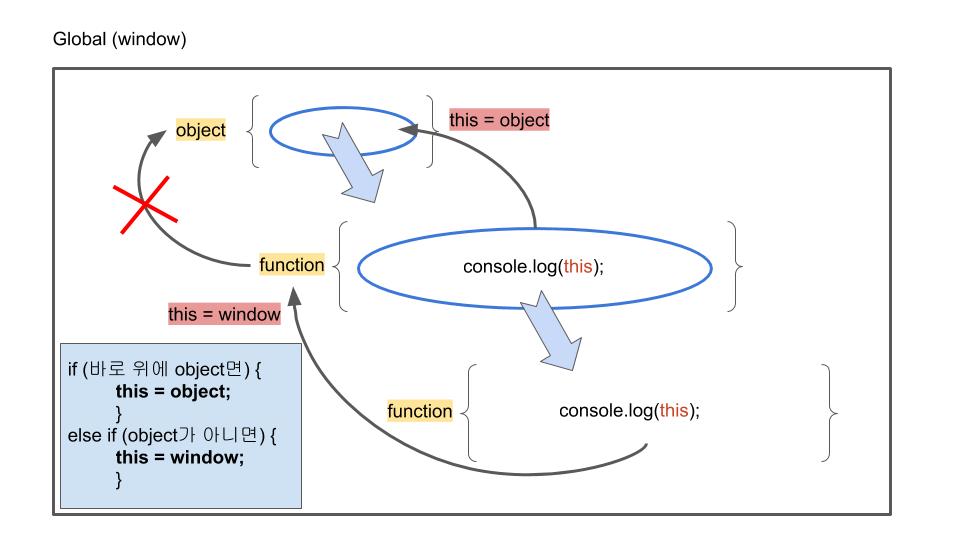 Global (window)
object
this = object
function
console.log(this);
this = window
function
console.log(this);
if (바로 위에 object면) {
this = object;
}
else if (object가 아니면) {
this = window;
}